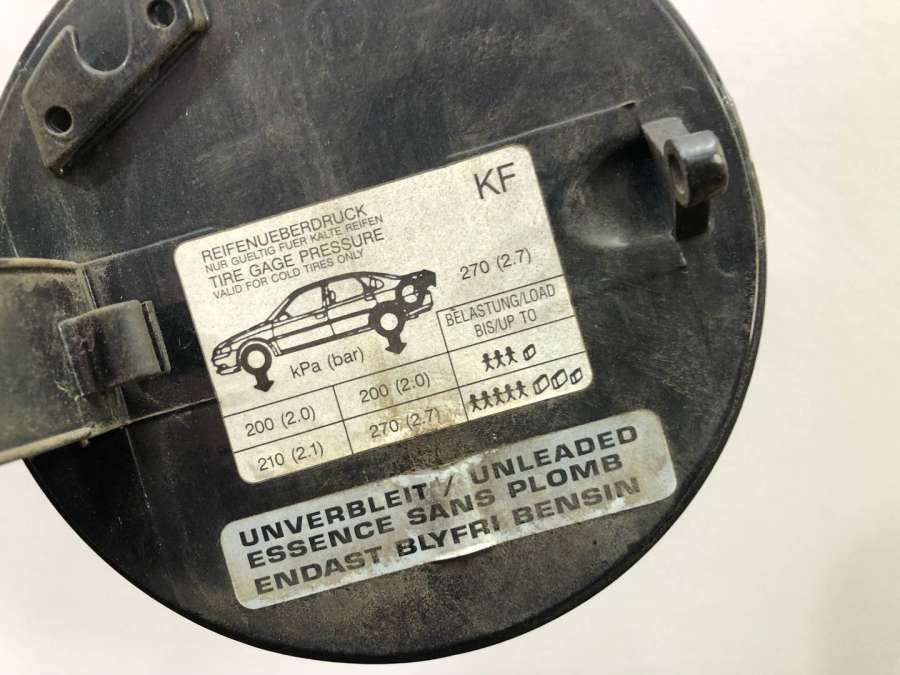 KF
REIFENUEBERDRUCK
NUR GUELTIG FUER KALTE REIFEN
TIRE GAGE PRESSURE
VALID FOR COLD TIRES ONLY
270 (2.7)
BELASTUNG/LOAD
BIS/UP TO
kPa (bar)
200 (2.0) 200 (2.0)
210 (2.1) 270 (2.7)
UNVERBLEIT / UNLEADED
ESSENCE SANS PLOMB
ENDAST BLYFRI BENSIN